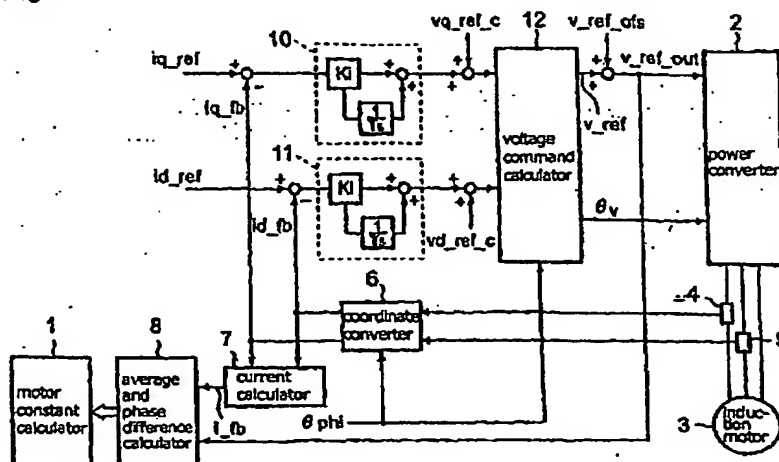 10
vq_ref_c
12
v_ref_ofs
2
iq_ref
+
-
KI
+
+
+
+
+
+
v_ref_out
iq_fb
1
Ts
v_ref
11
voltage
command
calculator
power
converter
id_ref
+
-
KI
+
+
+
+
id_fb
1
Ts
vd_ref_c
θv
6
4
coordinate
converter
1
8
7
5
motor
constant
calculator
average
and
phase
difference
calculator
current
calculator
i_fb
θ phi
3
induc-
tion
motor